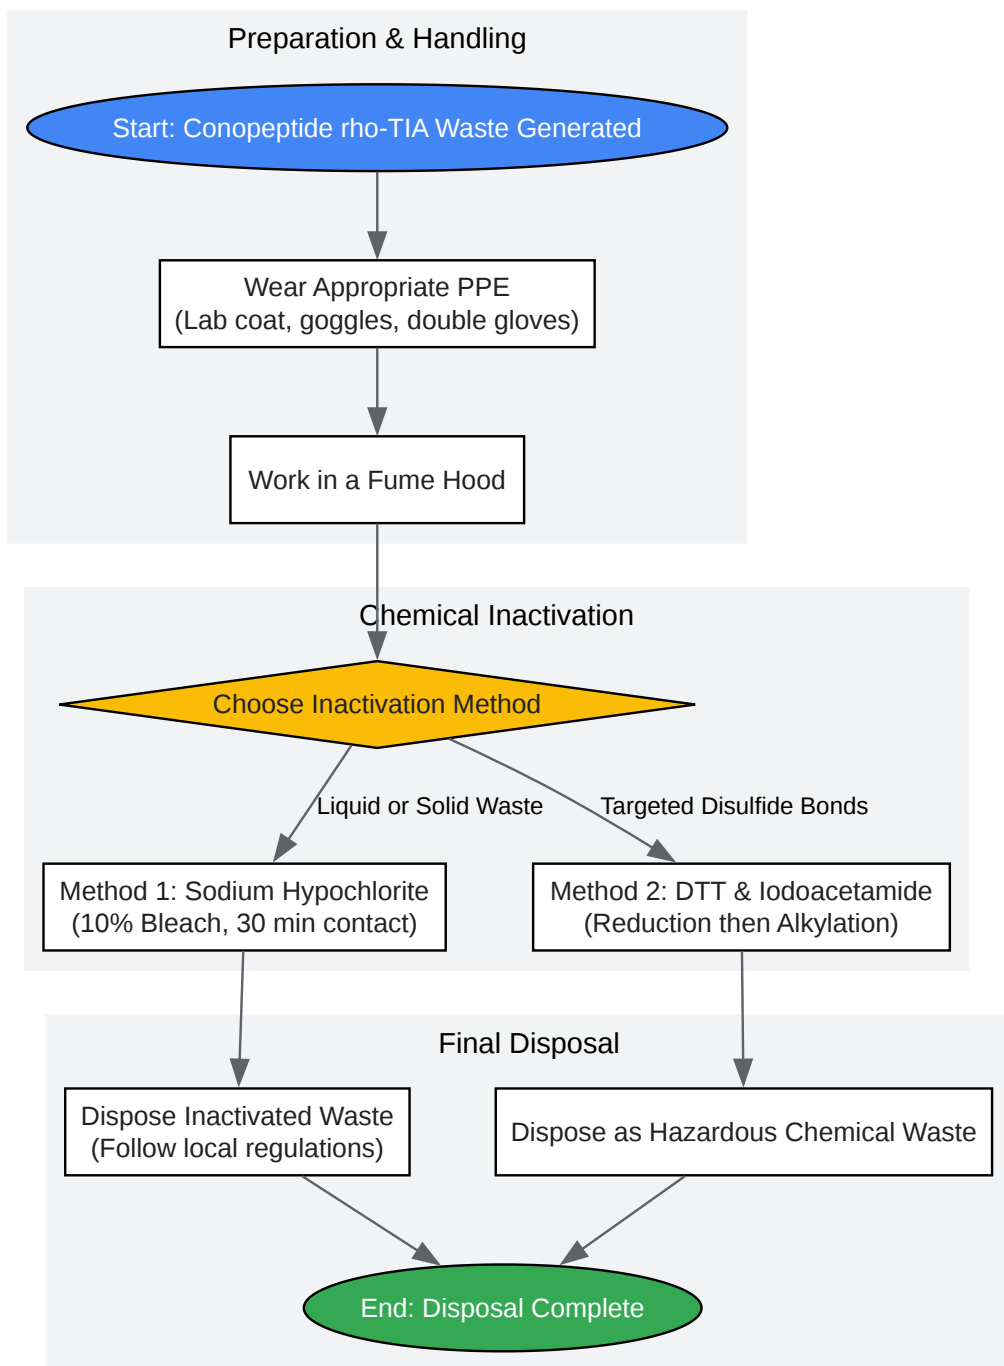 Preparation & Handling
Start: Conopeptide rho-TIA Waste Generated
Wear Appropriate PPE
(Lab coat, goggles, double gloves)
Work in a Fume Hood
Chemical Inactivation
Choose Inactivation Method
Liquid or Solid Waste
Targeted Disulfide Bonds
Method 1: Sodium Hypochlorite
(10% Bleach, 30 min contact)
Method 2: DTT & Iodoacetamide
(Reduction then Alkylation)
Final Disposal
Dispose Inactivated Waste
(Follow local regulations)
Dispose as Hazardous Chemical Waste
End: Disposal Complete